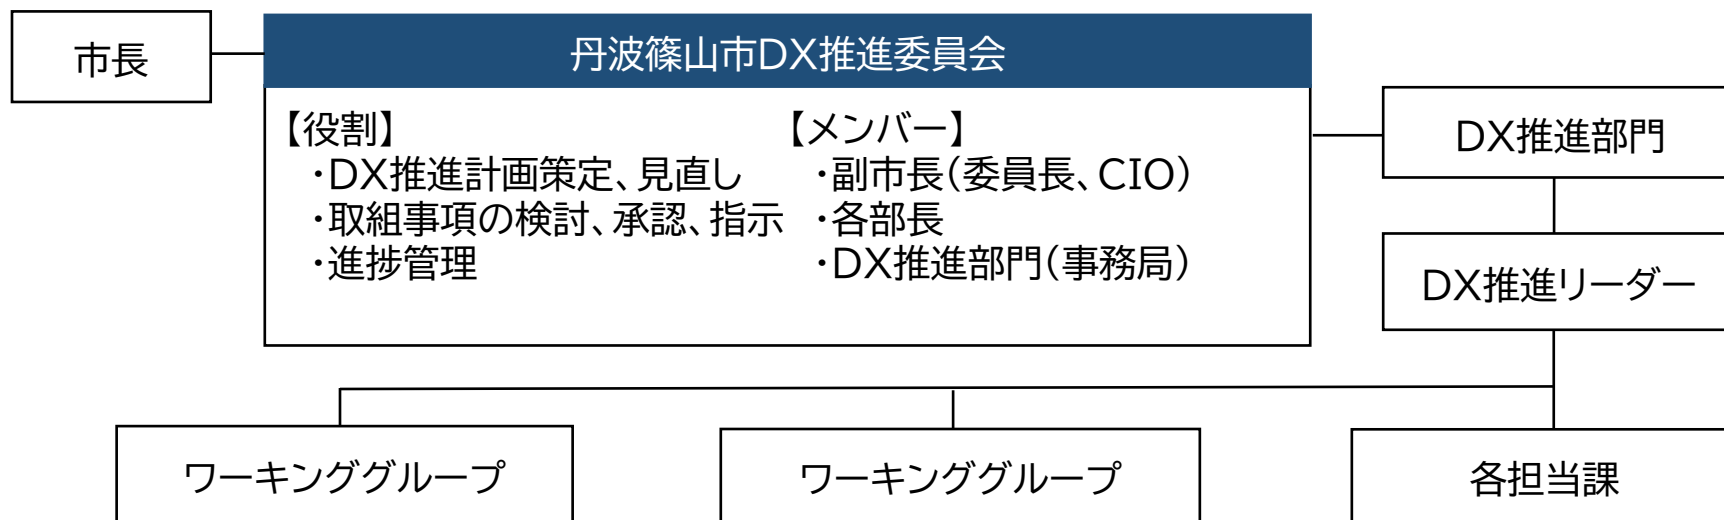 市長
丹波篠山市DX推進委員会
【役割】
・DX推進計画策定、見直し
・取組事項の検討、承認、指示
・進捗管理
【メンバー】
・副市長(委員長、CIO)
・各部長
・DX推進部門(事務局)
DX推進部門
DX推進リーダー
ワーキンググループ
ワーキンググループ
各担当課